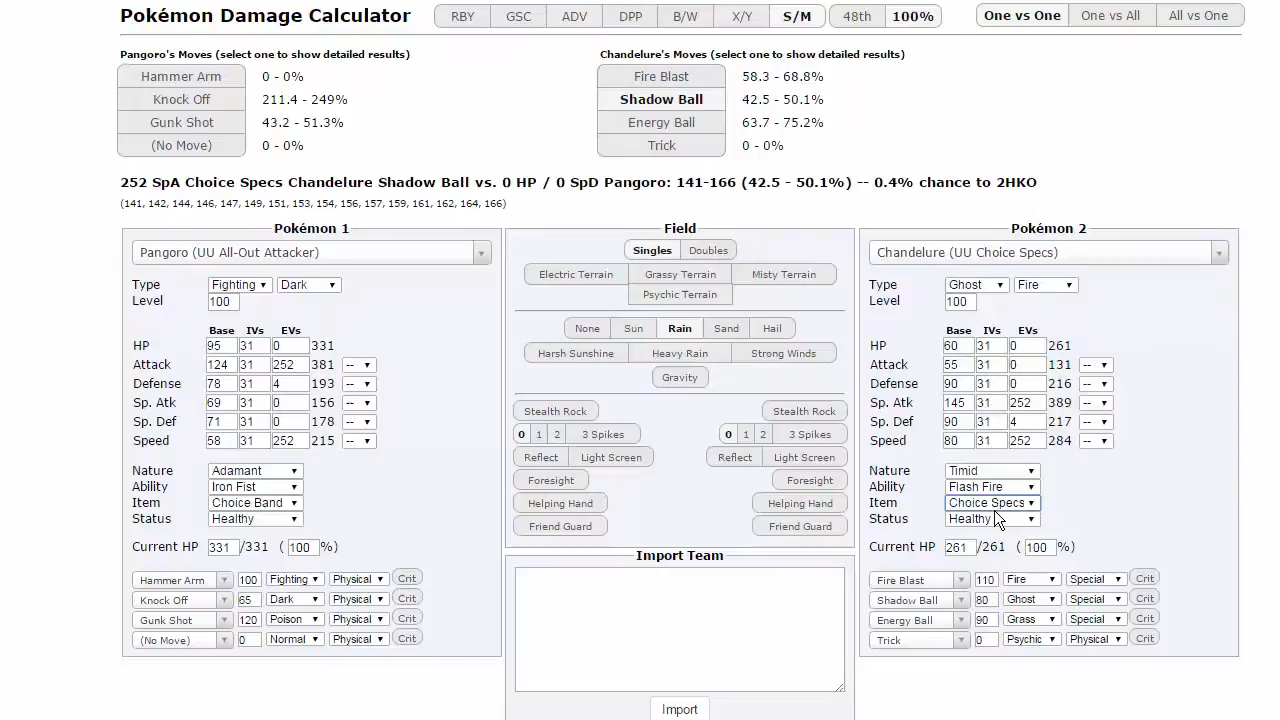 Pokémon Damage Calculator
RBY GSC ADV DPP B/W X/Y S/M 48th 100% One vs One One vs All All vs One
Pangoro's Moves (select one to show detailed results)
Hammer Arm 0 - 0%
Knock Off 211.4 - 249%
Gunk Shot 43.2 - 51.3%
(No Move) 0 - 0%
Chandelure's Moves (select one to show detailed results)
Fire Blast 58.3 - 68.8%
Shadow Ball 42.5 - 50.1%
Energy Ball 63.7 - 75.2%
Trick 0 - 0%
252 SpA Choice Specs Chandelure Shadow Ball vs. 0 HP / 0 SpD Pangoro: 141-166 (42.5 - 50.1%) -- 0.4% chance to 2HKO
(141, 142, 144, 146, 147, 149, 151, 153, 154, 156, 157, 159, 161, 162, 164, 166)
Pokémon 1
Pangoro (UU All-Out Attacker)
Type Fighting Dark
Level 100
Base IVs EVs
HP 95 31 0 331
Attack 124 31 252 381 --
Defense 78 31 4 193 --
Sp. Atk 69 31 0 156 --
Sp. Def 71 31 0 178 --
Speed 58 31 252 215 --
Nature Adamant
Ability Iron Fist
Item Choice Band
Status Healthy
Current HP 331 /331 ( 100 %)
Hammer Arm 100 Fighting Physical Crit
Knock Off 65 Dark Physical Crit
Gunk Shot 120 Poison Physical Crit
(No Move) 0 Normal Physical Crit
Field
Singles Doubles
Electric Terrain Grassy Terrain Misty Terrain
Psychic Terrain
None Sun Rain Sand Hail
Harsh Sunshine Heavy Rain Strong Winds
Gravity
Stealth Rock Stealth Rock
0 1 2 3 Spikes 0 1 2 3 Spikes
Reflect Light Screen Reflect Light Screen
Foresight Foresight
Helping Hand Helping Hand
Friend Guard Friend Guard
Import Team
Import
Pokémon 2
Chandelure (UU Choice Specs)
Type Ghost Fire
Level 100
Base IVs EVs
HP 60 31 0 261
Attack 55 31 0 131 --
Defense 90 31 0 216 --
Sp. Atk 145 31 252 389 --
Sp. Def 90 31 4 217 --
Speed 80 31 252 284 --
Nature Timid
Ability Flash Fire
Item Choice Specs
Status Healthy
Current HP 261 /261 ( 100 %)
Fire Blast 110 Fire Special Crit
Shadow Ball 80 Ghost Special Crit
Energy Ball 90 Grass Special Crit
Trick 0 Psychic Physical Crit